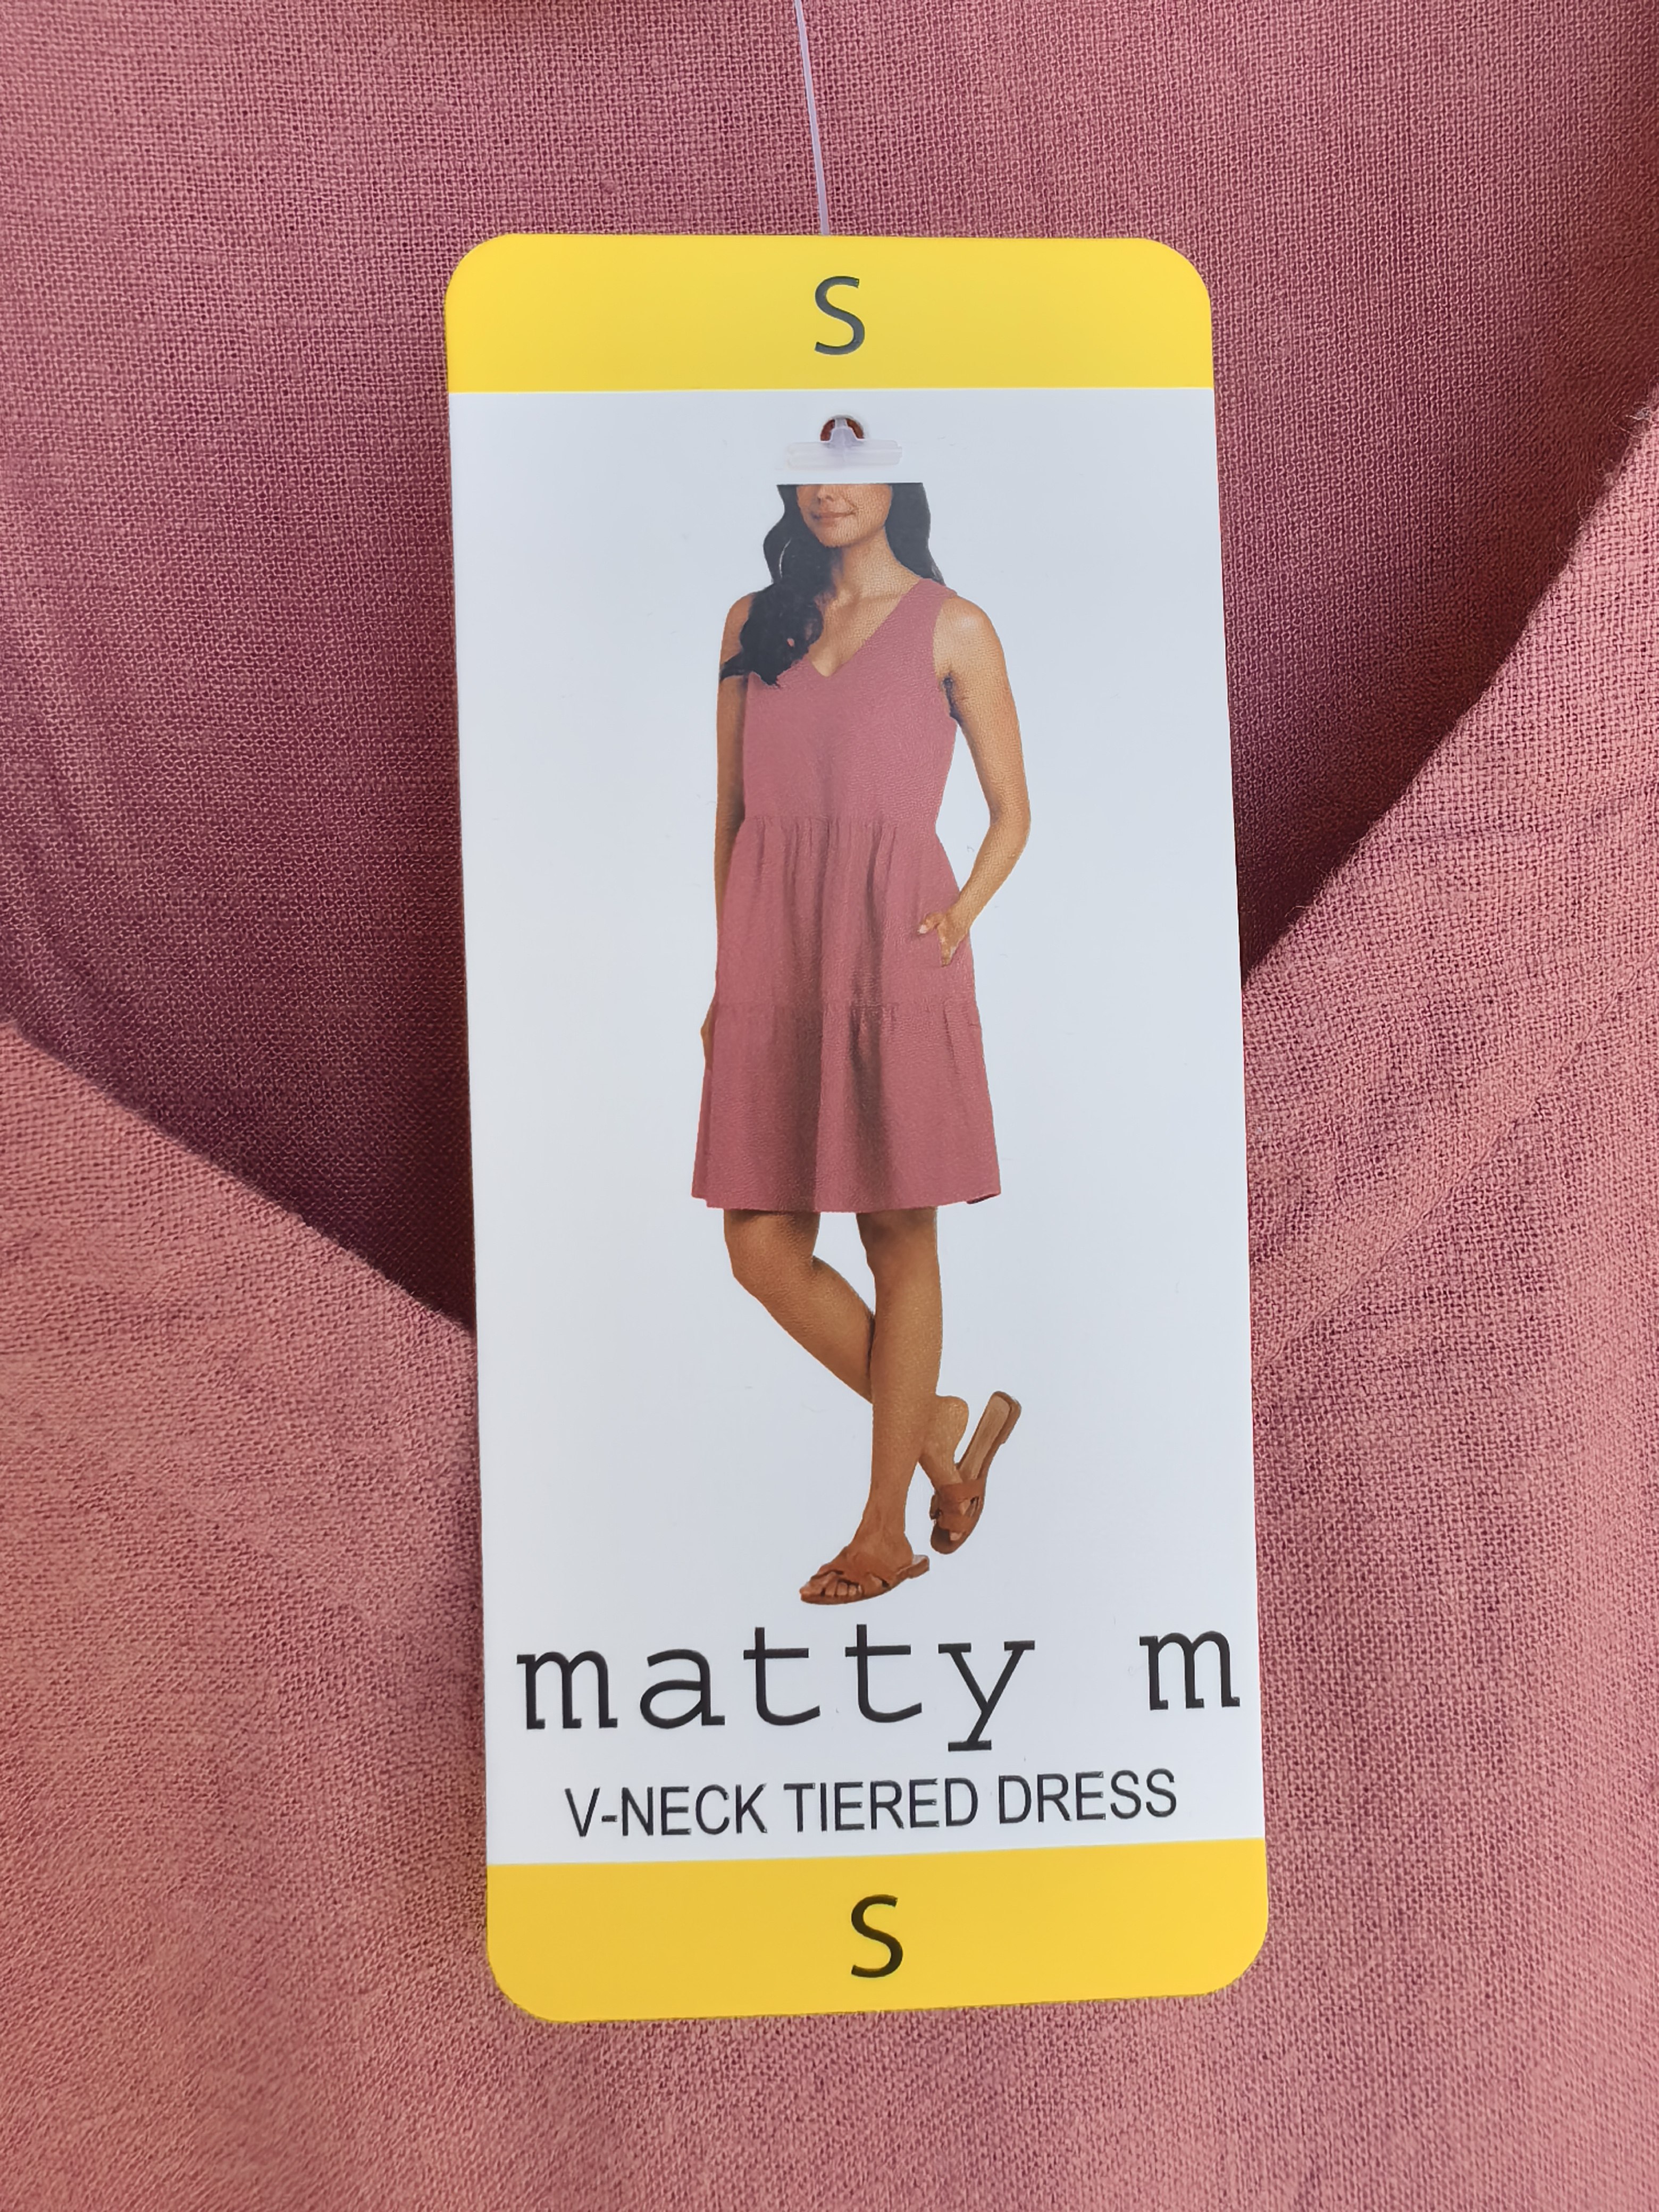 S
matty m
V-NECK TIERED DRESS
S